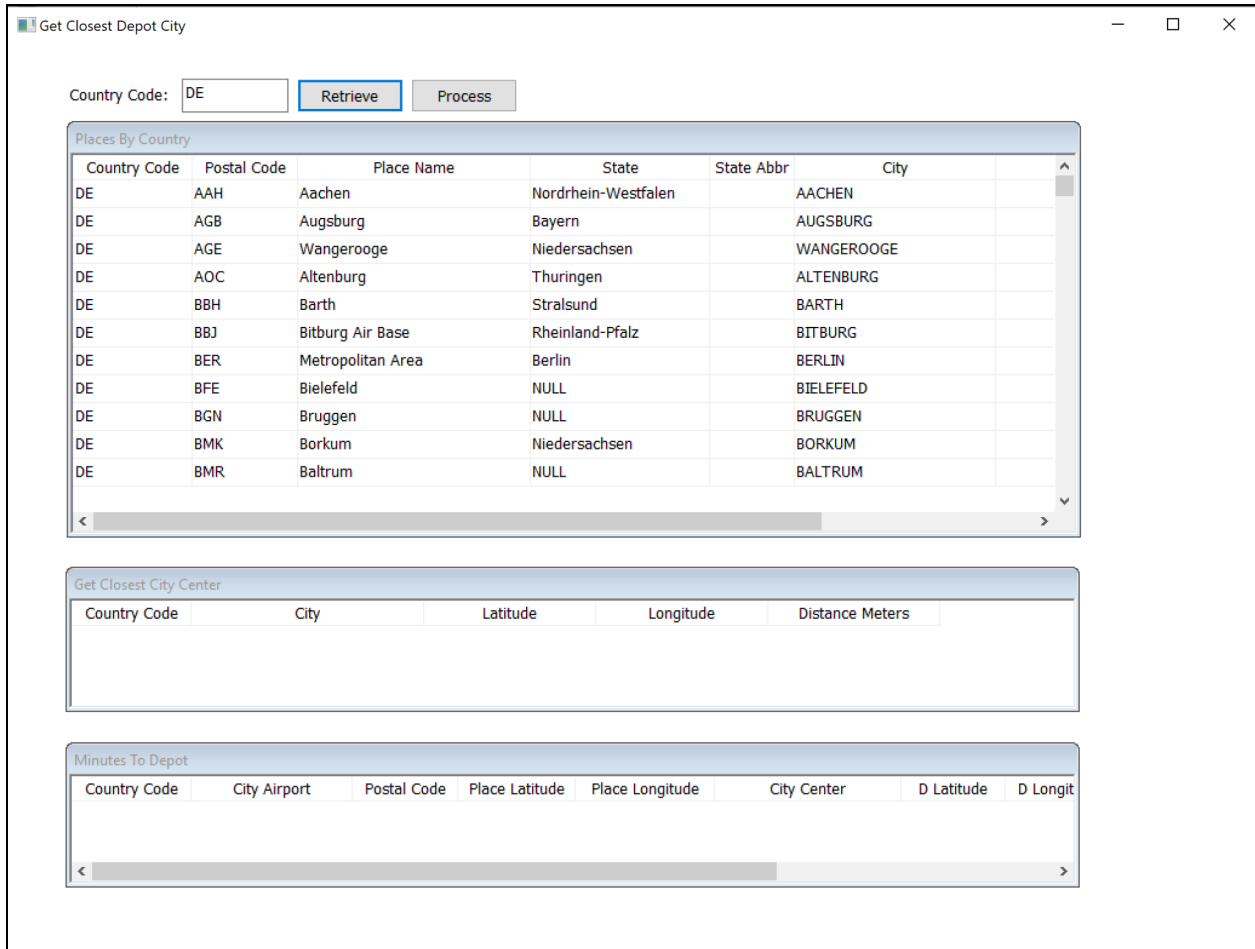 Get Closest Depot City
Country Code: DE Retrieve Process
Places By Country
Country Code Postal Code Place Name State State Abbr City
DE AAH Aachen Nordrhein-Westfalen AACHEN
DE AGB Augsburg Bayern AUGSBURG
DE AGE Wangerooge Niedersachsen WANGEROOGE
DE AOC Altenburg Thuringen ALTENBURG
DE BBH Barth Stralsund BARTH
DE BBJ Bitburg Air Base Rheinland-Pfalz BITBURG
DE BER Metropolitan Area Berlin BERLIN
DE BFE Bielefeld NULL BIELEFELD
DE BGN Bruggen NULL BRUGGEN
DE BMK Borkum Niedersachsen BORKUM
DE BMR Baltrum NULL BALTRUM
Get Closest City Center
Country Code City Latitude Longitude Distance Meters
Minutes To Depot
Country Code City Airport Postal Code Place Latitude Place Longitude City Center D Latitude D Longit